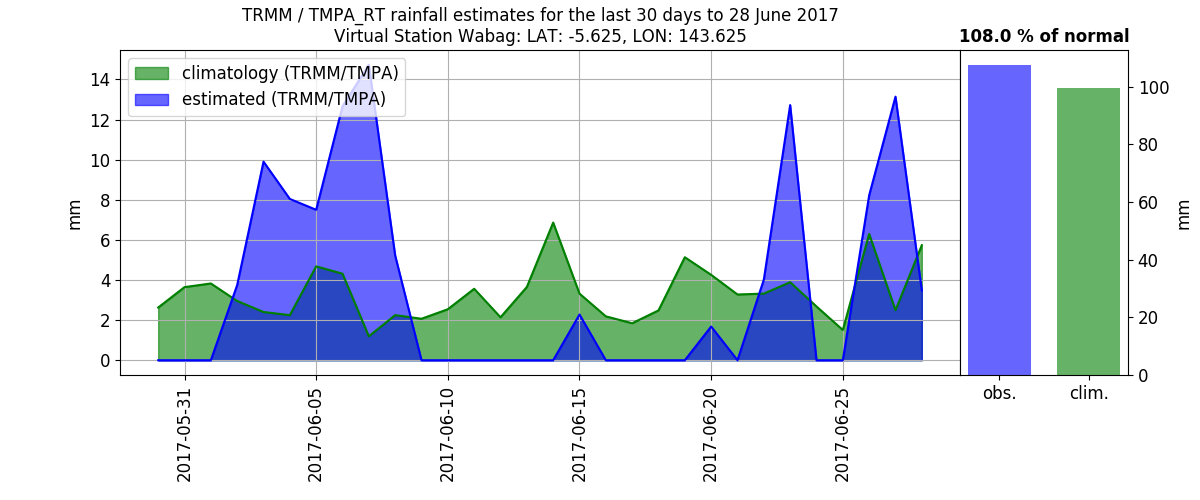 TRMM / TMPA_RT rainfall estimates for the last 30 days to 28 June 2017
Virtual Station Wabag: LAT: -5.625, LON: 143.625
108.0 % of normal
climatology (TRMM/TMPA)
estimated (TRMM/TMPA)
14
12
10
8
6
4
2
0
mm
2017-05-31
2017-06-05
2017-06-10
2017-06-15
2017-06-20
2017-06-25
100
80
60
40
20
0
mm
obs.
clim.